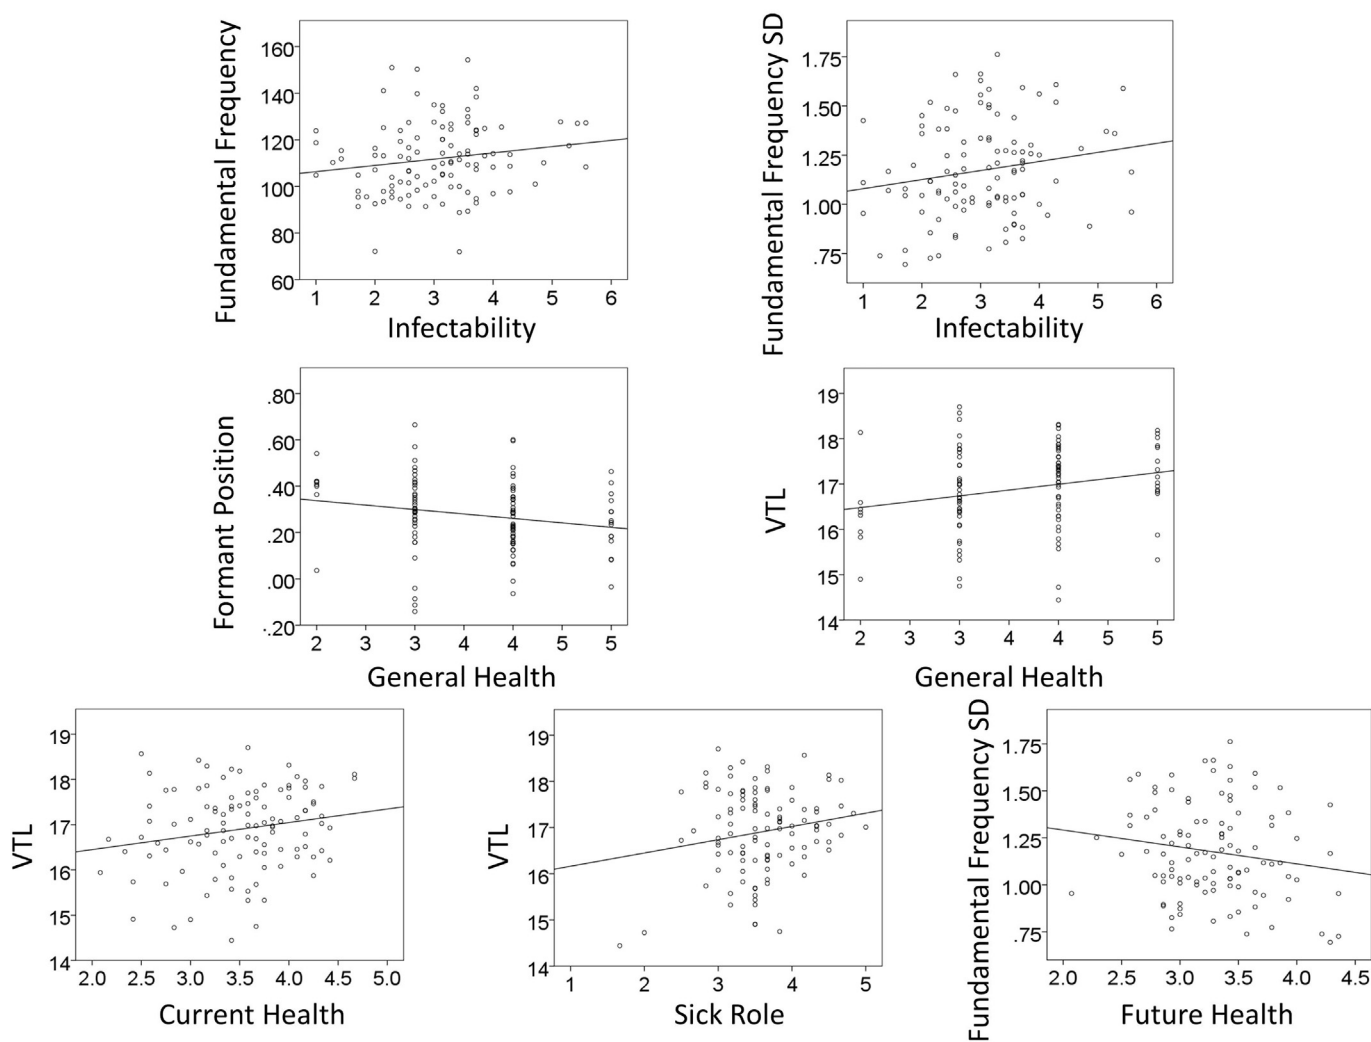 Fundamental Frequency
160
140
120
100
80
60
1 2 3 4 5 6
Infectability
Fundamental Frequency SD
1.75
1.50
1.25
1.00
.75
1 2 3 4 5 6
Infectability
Formant Position
.80
.60
.40
.20
.00
-.20
2 3 3 4 4 5 5
General Health
VTL
19
18
17
16
15
14
2 3 3 4 4 5 5
General Health
VTL
19
18
17
16
15
14
2.0 2.5 3.0 3.5 4.0 4.5 5.0
Current Health
VTL
19
18
17
16
15
14
1 2 3 4 5
Sick Role
Fundamental Frequency SD
1.75
1.50
1.25
1.00
.75
2.0 2.5 3.0 3.5 4.0 4.5
Future Health